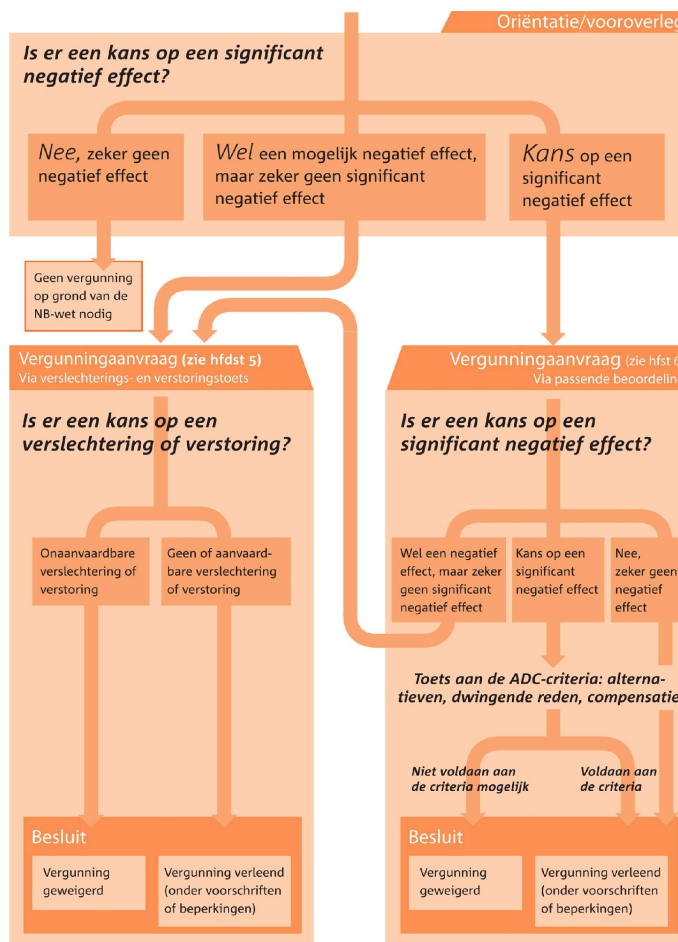 Oriëntatie/vooroverleg
Is er een kans op een significant
negatief effect?
Nee, zeker geen
negatief effect
Wel een mogelijk negatief effect,
maar zeker geen significant
negatief effect
Kans op een
significant
negatief effect
Geen vergunning
op grond van de
NB-wet nodig
Vergunningaanvraag (zie hfdst 5)
Via verslechterings- en verstoringstoets
Is er een kans op een
verslechtering of verstoring?
Onaanvaardbare
verslechtering of
verstoring
Geen of aanvaard-
bare verslechtering
of verstoring
Besluit
Vergunning
geweigerd
Vergunning verleend
(onder voorschriften
of beperkingen)
Vergunningaanvraag (zie hfst 6
Via passende beoordeling
Is er een kans op een
significant negatief effect?
Wel een negatief
effect, maar zeker
geen significant
negatief effect
Kans op een
significant
negatief effect
Nee,
zeker geen
negatief
effect
Toets aan de ADC-criteria: alterna-
tieven, dwingende reden, compensatie
Niet voldaan aan
de criteria mogelijk
Voldaan aan
de criteria
Besluit
Vergunning
geweigerd
Vergunning verleend
(onder voorschriften
of beperkingen)